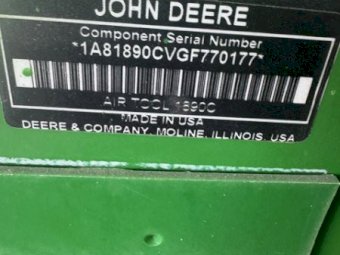 JOHN DEERE
Component Serial Number
*1A81890CVGF770177*
AIR TOOL 1890C
MADE IN USA
DEERE & COMPANY, MOLINE, ILLINOIS, USA